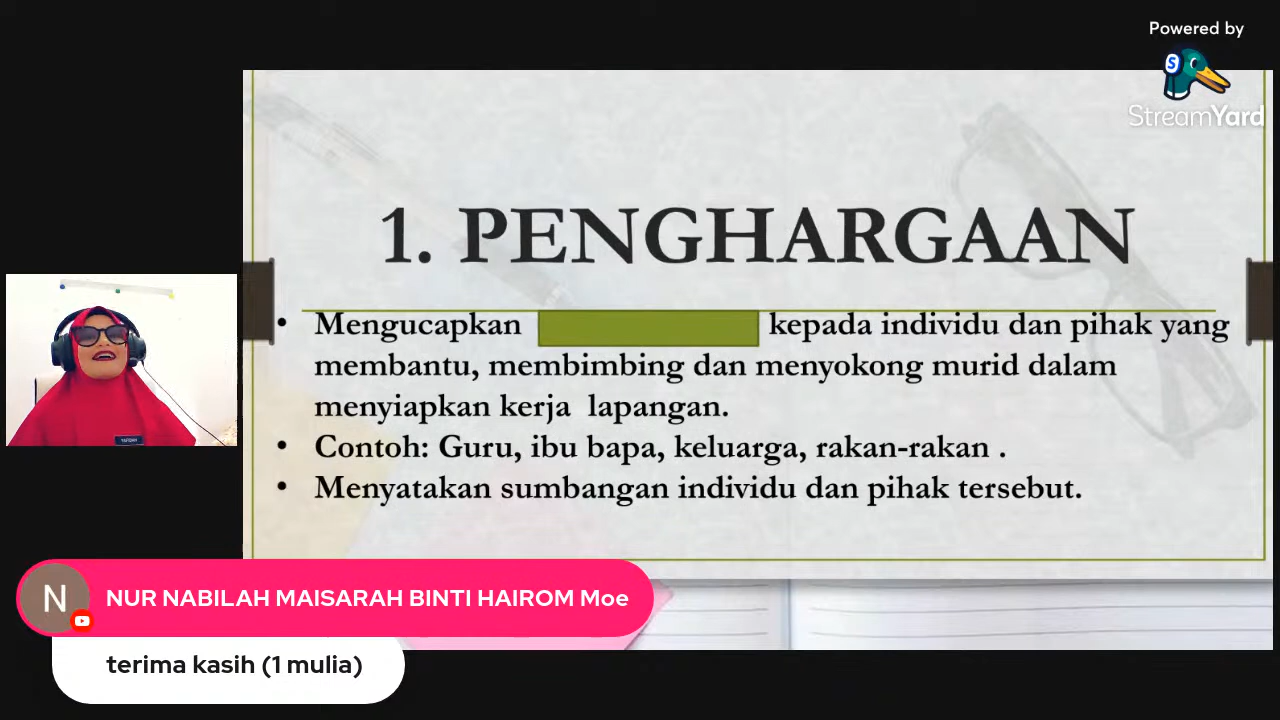 Powered by
StreamYard
1. PENGHARGAAN
• Mengucapkan kepada individu dan pihak yang
membantu, membimbing dan menyokong murid dalam
menyiapkan kerja lapangan.
• Contoh: Guru, ibu bapa, keluarga, rakan-rakan .
• Menyatakan sumbangan individu dan pihak tersebut.
N
NUR NABILAH MAISARAH BINTI HAIROM Moe
terima kasih (1 mulia)